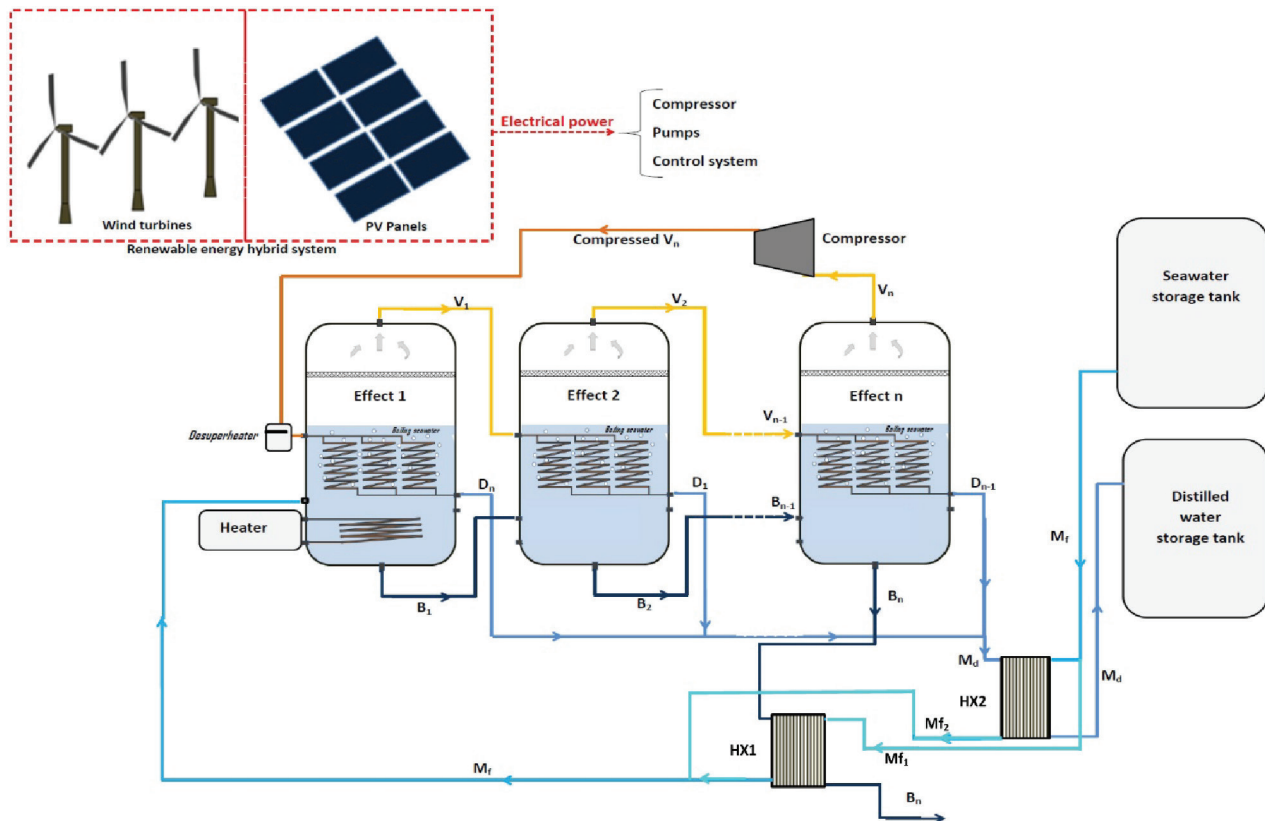 Electrical power
Compressor
Pumps
Control system
Wind turbines
PV Panels
Renewable energy hybrid system
Compressed Vn
Compressor
Seawater
storage tank
Vn
V1
V2
Effect 1
Effect 2
Effect n
Vn-1
Desuperheater
Boiling seawater
Boiling seawater
Boiling seawater
Dn
D1
Dn-1
Bn-1
Distilled
water
storage tank
Heater
Mf
B1
B2
Bn
Md
Md
HX2
Mf2
HX1
Mf1
Mf
Bn